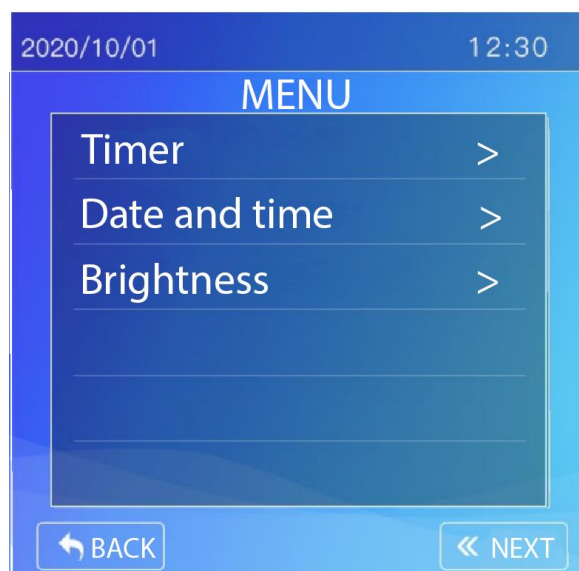 2020/10/01 12:30
MENU
Timer >
Date and time >
Brightness >
BACK « NEXT